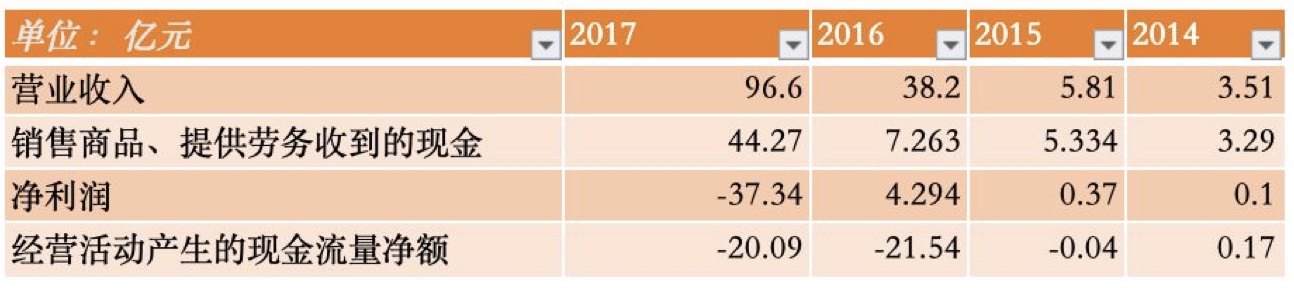 单位： 亿元 2017 2016 2015 2014
营业收入 96.6 38.2 5.81 3.51
销售商品、提供劳务收到的现金 44.27 7.263 5.334 3.29
净利润 -37.34 4.294 0.37 0.1
经营活动产生的现金流量净额 -20.09 -21.54 -0.04 0.17